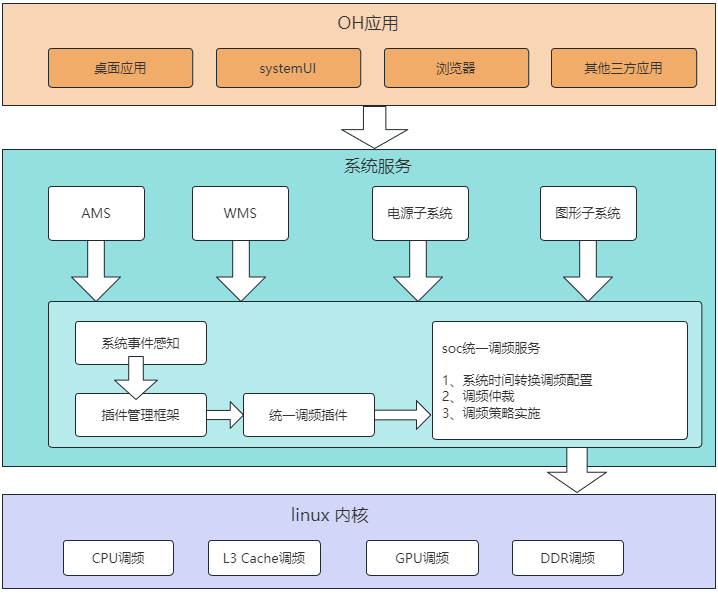 OH应用
桌面应用
systemUI
浏览器
其他三方应用
系统服务
AMS
WMS
电源子系统
图形子系统
系统事件感知
插件管理框架
统一调频插件
soc统一调频服务
1、系统时间转换调频配置
2、调频仲裁
3、调频策略实施
linux 内核
CPU调频
L3 Cache调频
GPU调频
DDR调频